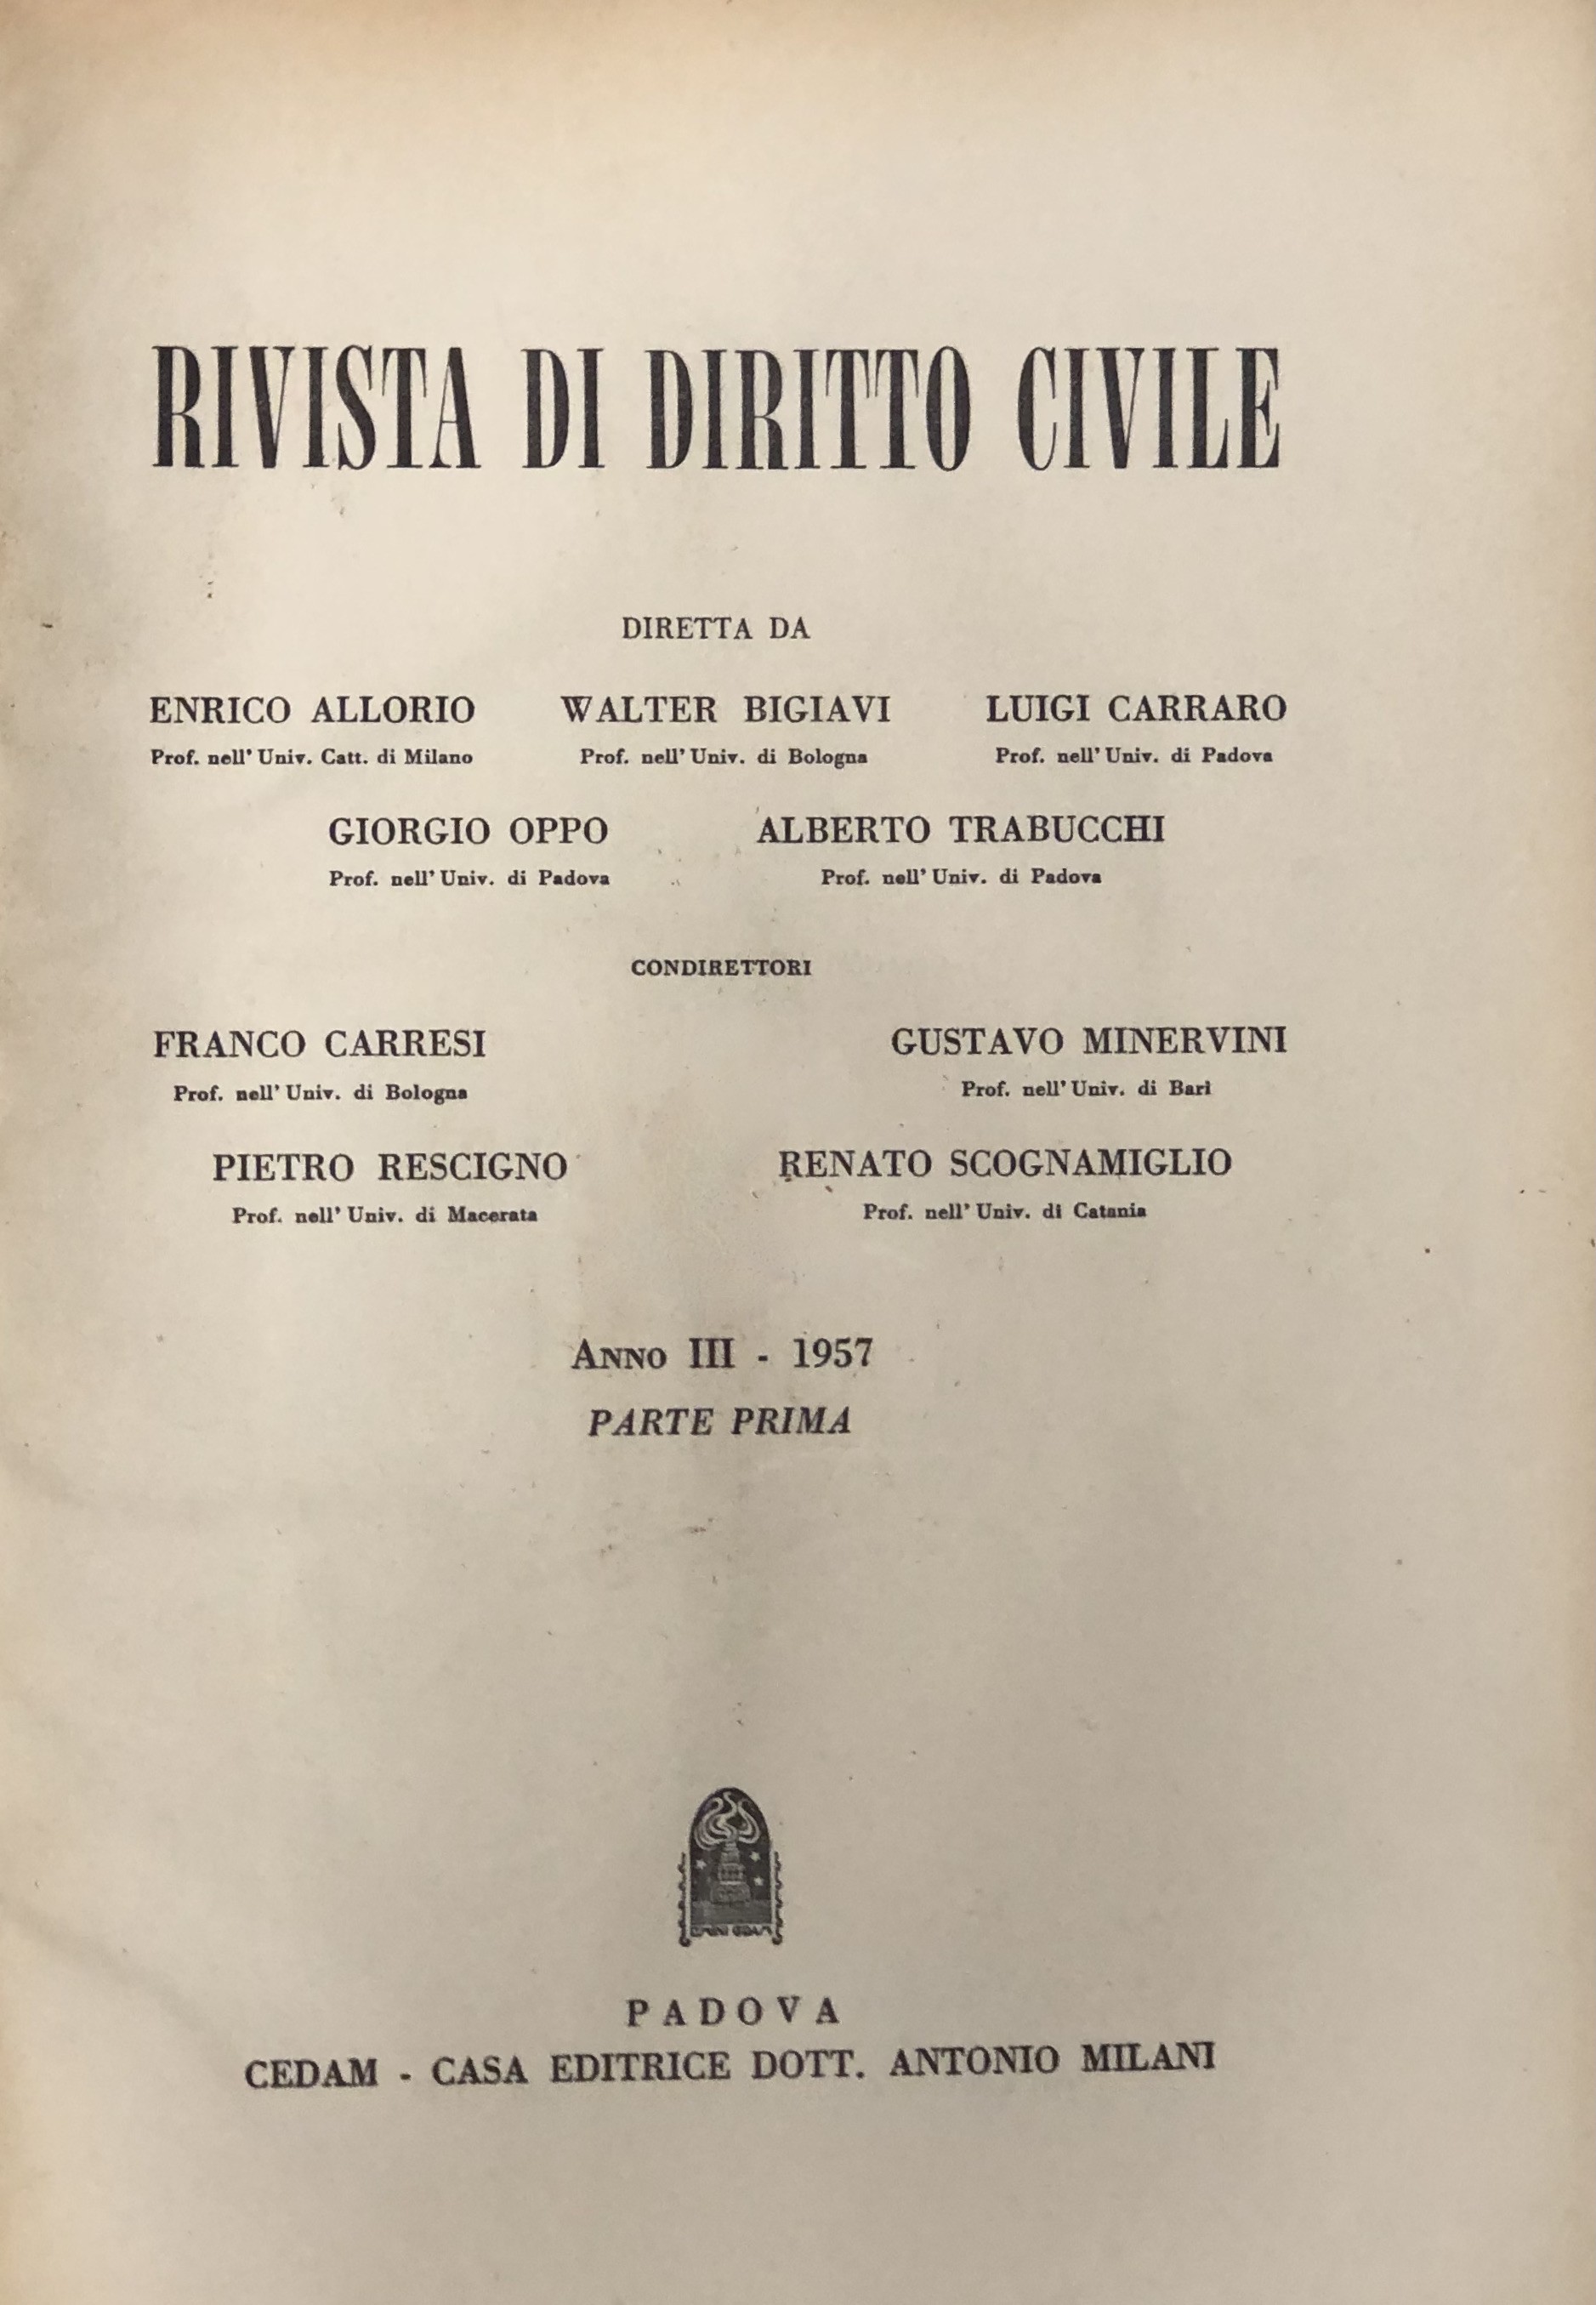 RIVISTA DI DIRITTO CIVILE
DIRETTA DA
ENRICO ALLORIO WALTER BIGIAVI LUIGI CARRARO
Prof. nell' Univ. Catt. di Milano Prof. nell' Univ. di Bologna Prof. nell' Univ. di Padova
GIORGIO OPPO ALBERTO TRABUCCHI
Prof. nell' Univ. di Padova Prof. nell' Univ. di Padova
CONDIRETTORI
FRANCO CARRESI GUSTAVO MINERVINI
Prof. nell' Univ. di Bologna Prof. nell' Univ. di Bari
PIETRO RESCIGNO RENATO SCOGNAMIGLIO
Prof. nell' Univ. di Macerata Prof. nell' Univ. di Catania
ANNO III - 1957
PARTE PRIMA
PADOVA
CEDAM - CASA EDITRICE DOTT. ANTONIO MILANI